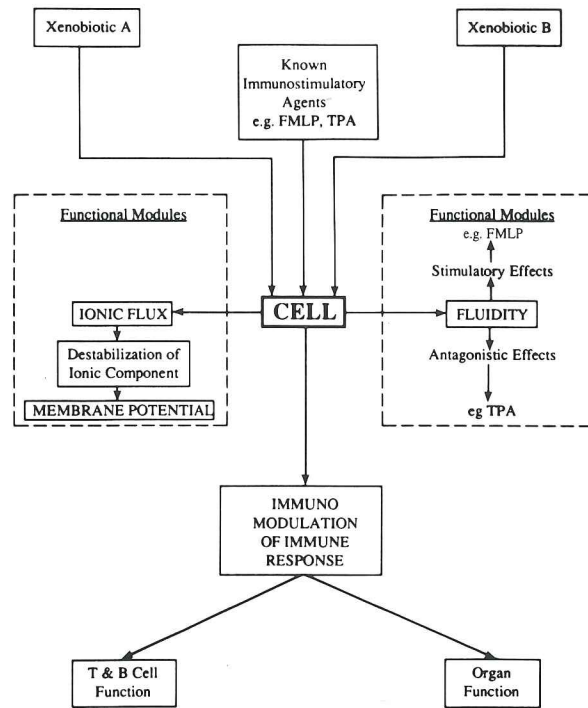 Xenobiotic A
Xenobiotic B
Known
Immunostimulatory
Agents
e.g. FMLP, TPA
Functional Modules
IONIC FLUX
Destabilization of
Ionic Component
MEMBRANE POTENTIAL
CELL
Functional Modules
e.g. FMLP
Stimulatory Effects
FLUIDITY
Antagonistic Effects
eg TPA
IMMUNO
MODULATION
OF IMMUNE
RESPONSE
T & B Cell
Function
Organ
Function